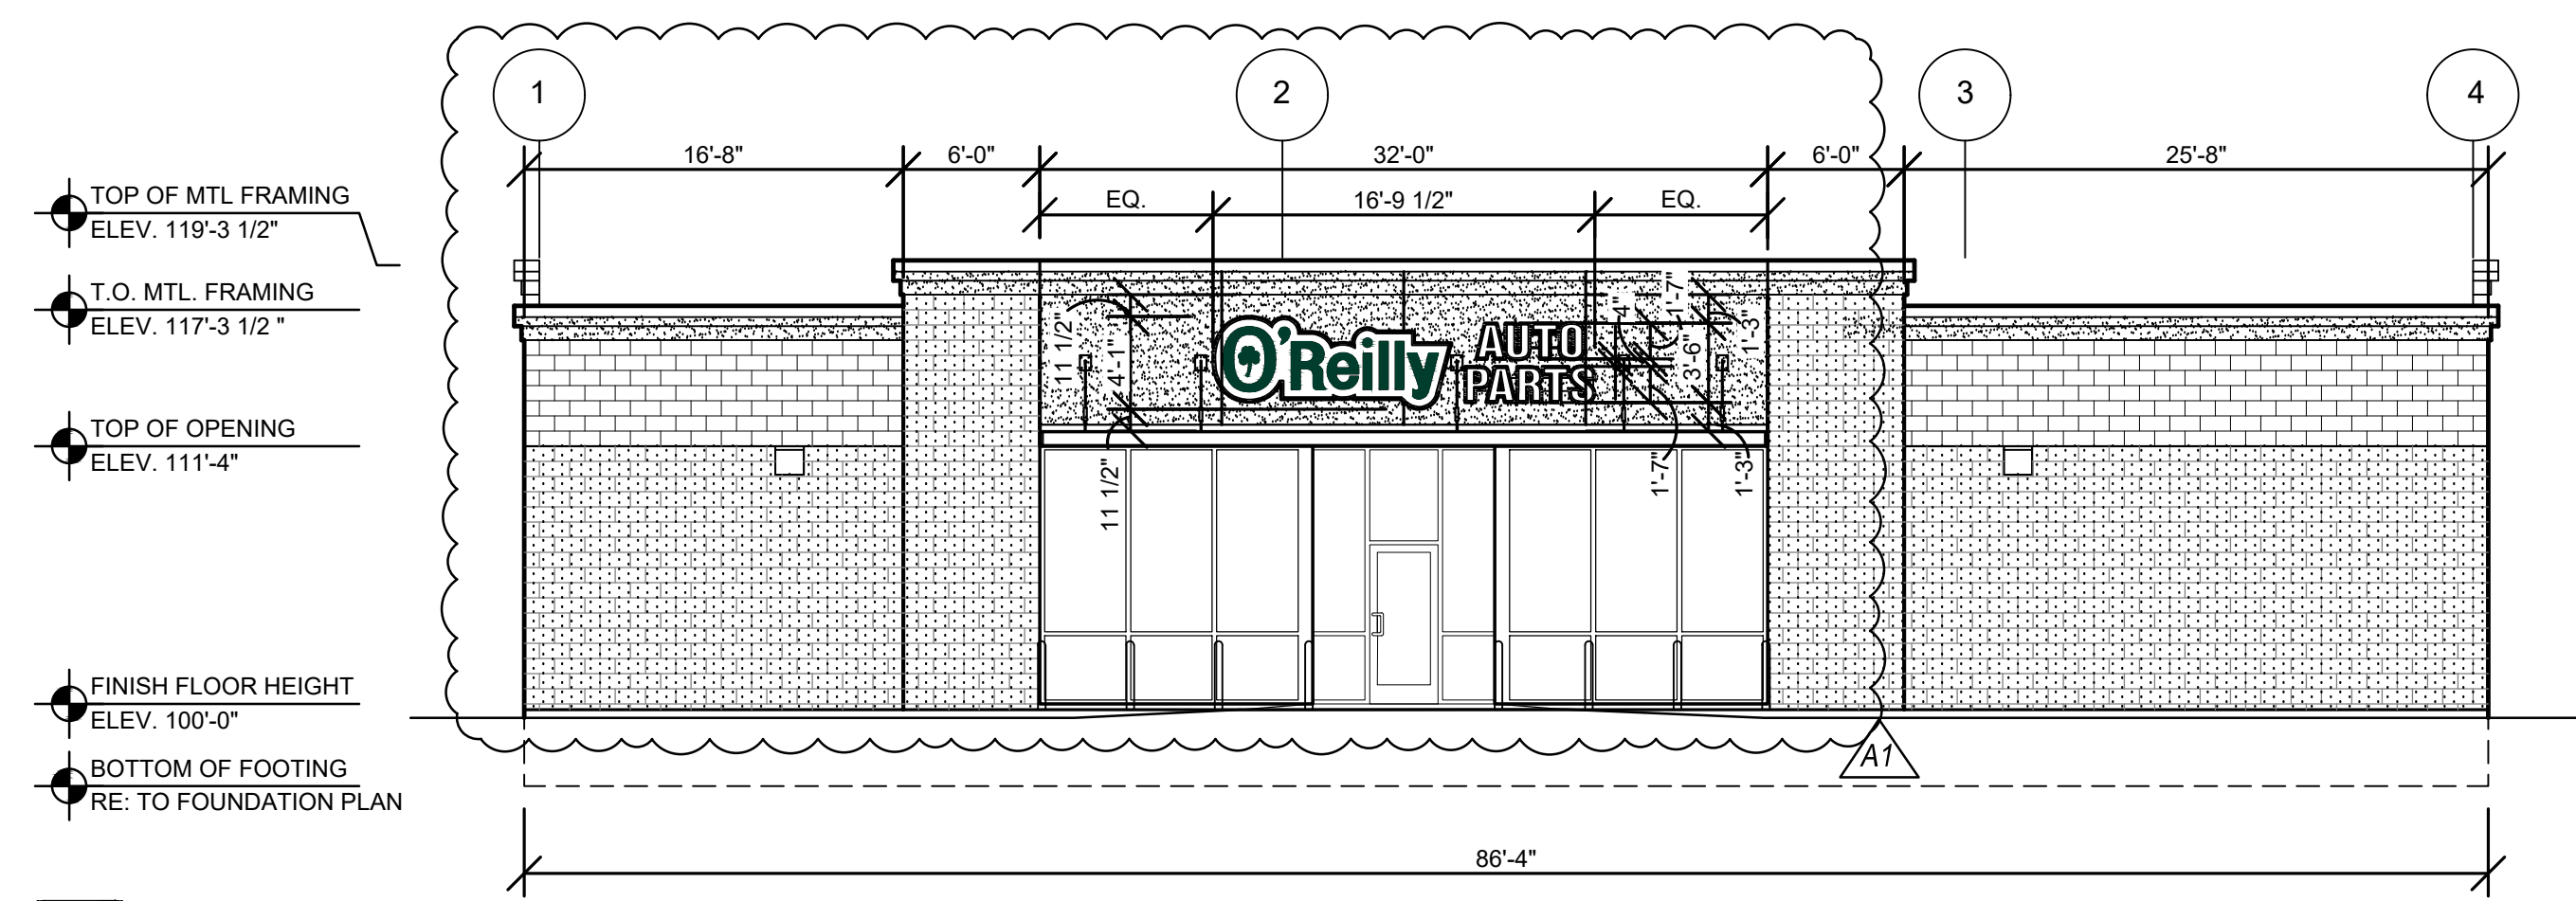 1
2
3
4
16'-8"
6'-0"
32'-0"
6'-0"
25'-8"
EQ.
16'-9 1/2"
EQ.
TOP OF MTL FRAMING
ELEV. 119'-3 1/2"
T.O. MTL. FRAMING
ELEV. 117'-3 1/2 "
TOP OF OPENING
ELEV. 111'-4"
FINISH FLOOR HEIGHT
ELEV. 100'-0"
BOTTOM OF FOOTING
RE: TO FOUNDATION PLAN
11 1/2"
4'-1"
11 1/2"
O'Reilly
AUTO
PARTS
4"
1'-7"
3'-6"
1'-3"
1'-7"
1'-3"
A1
86'-4"